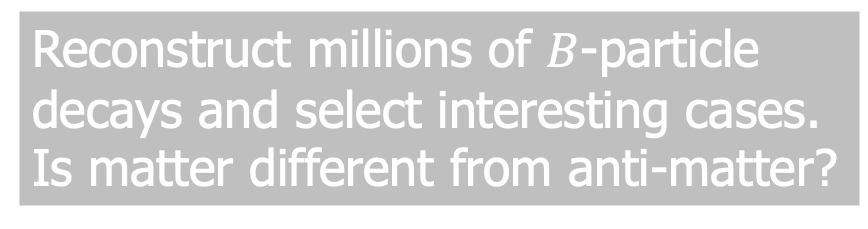 Reconstruct millions of B-particle
decays and select interesting cases.
Is matter different from anti-matter?